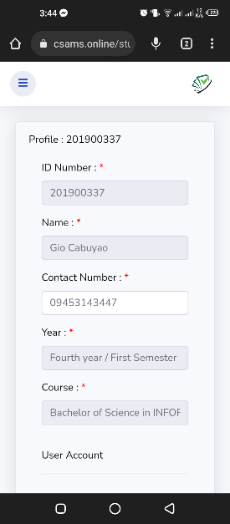 3:44
csams.online/stu
2
Profile : 201900337
ID Number : *
201900337
Name : *
Gio Cabuyao
Contact Number : *
09453143447
Year : *
Fourth year / First Semester
Course : *
Bachelor of Science in INFOR
User Account